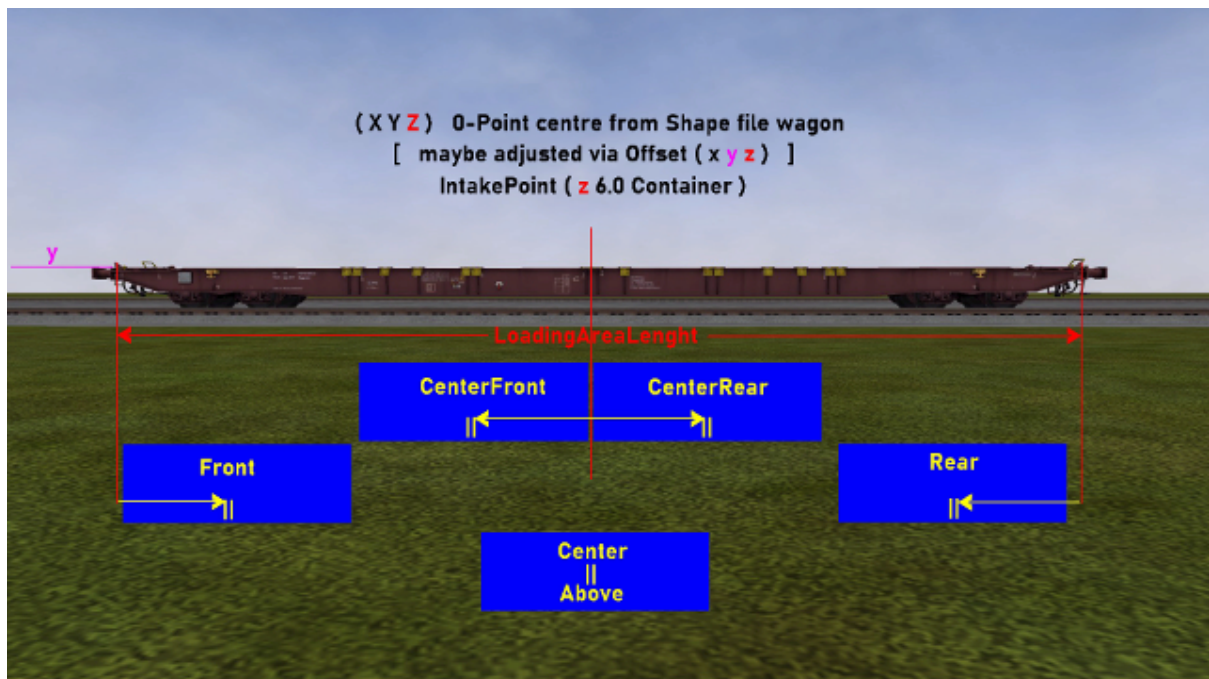 ( X Y Z ) 0-Point centre from Shape file wagon
[ maybe adjusted via Offset ( x y z ) ]
IntakePoint ( z 6.0 Container )
y
LoadingAreaLenght
CenterFront
CenterRear
Front
Rear
Center
||
Above